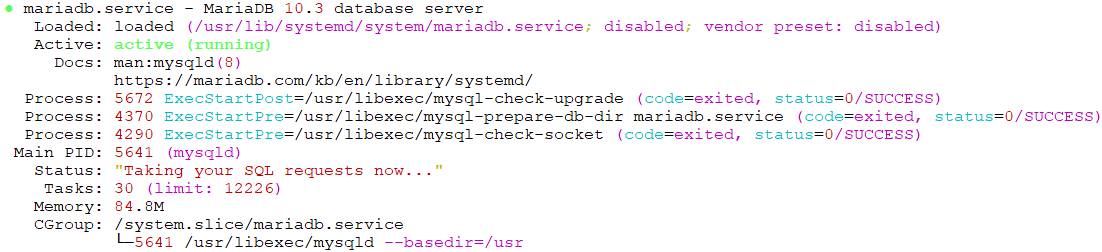 ● mariadb.service - MariaDB 10.3 database server
Loaded: loaded (/usr/lib/systemd/system/mariadb.service; disabled; vendor preset: disabled)
Active: active (running)
Docs: man:mysqld(8)
https://mariadb.com/kb/en/library/systemd/
Process: 5672 ExecStartPost=/usr/libexec/mysql-check-upgrade (code=exited, status=0/SUCCESS)
Process: 4370 ExecStartPre=/usr/libexec/mysql-prepare-db-dir mariadb.service (code=exited, status=0/SUCCESS)
Process: 4290 ExecStartPre=/usr/libexec/mysql-check-socket (code=exited, status=0/SUCCESS)
Main PID: 5641 (mysqld)
Status: "Taking your SQL requests now..."
Tasks: 30 (limit: 12226)
Memory: 84.8M
CGroup: /system.slice/mariadb.service
└─5641 /usr/libexec/mysqld --basedir=/usr